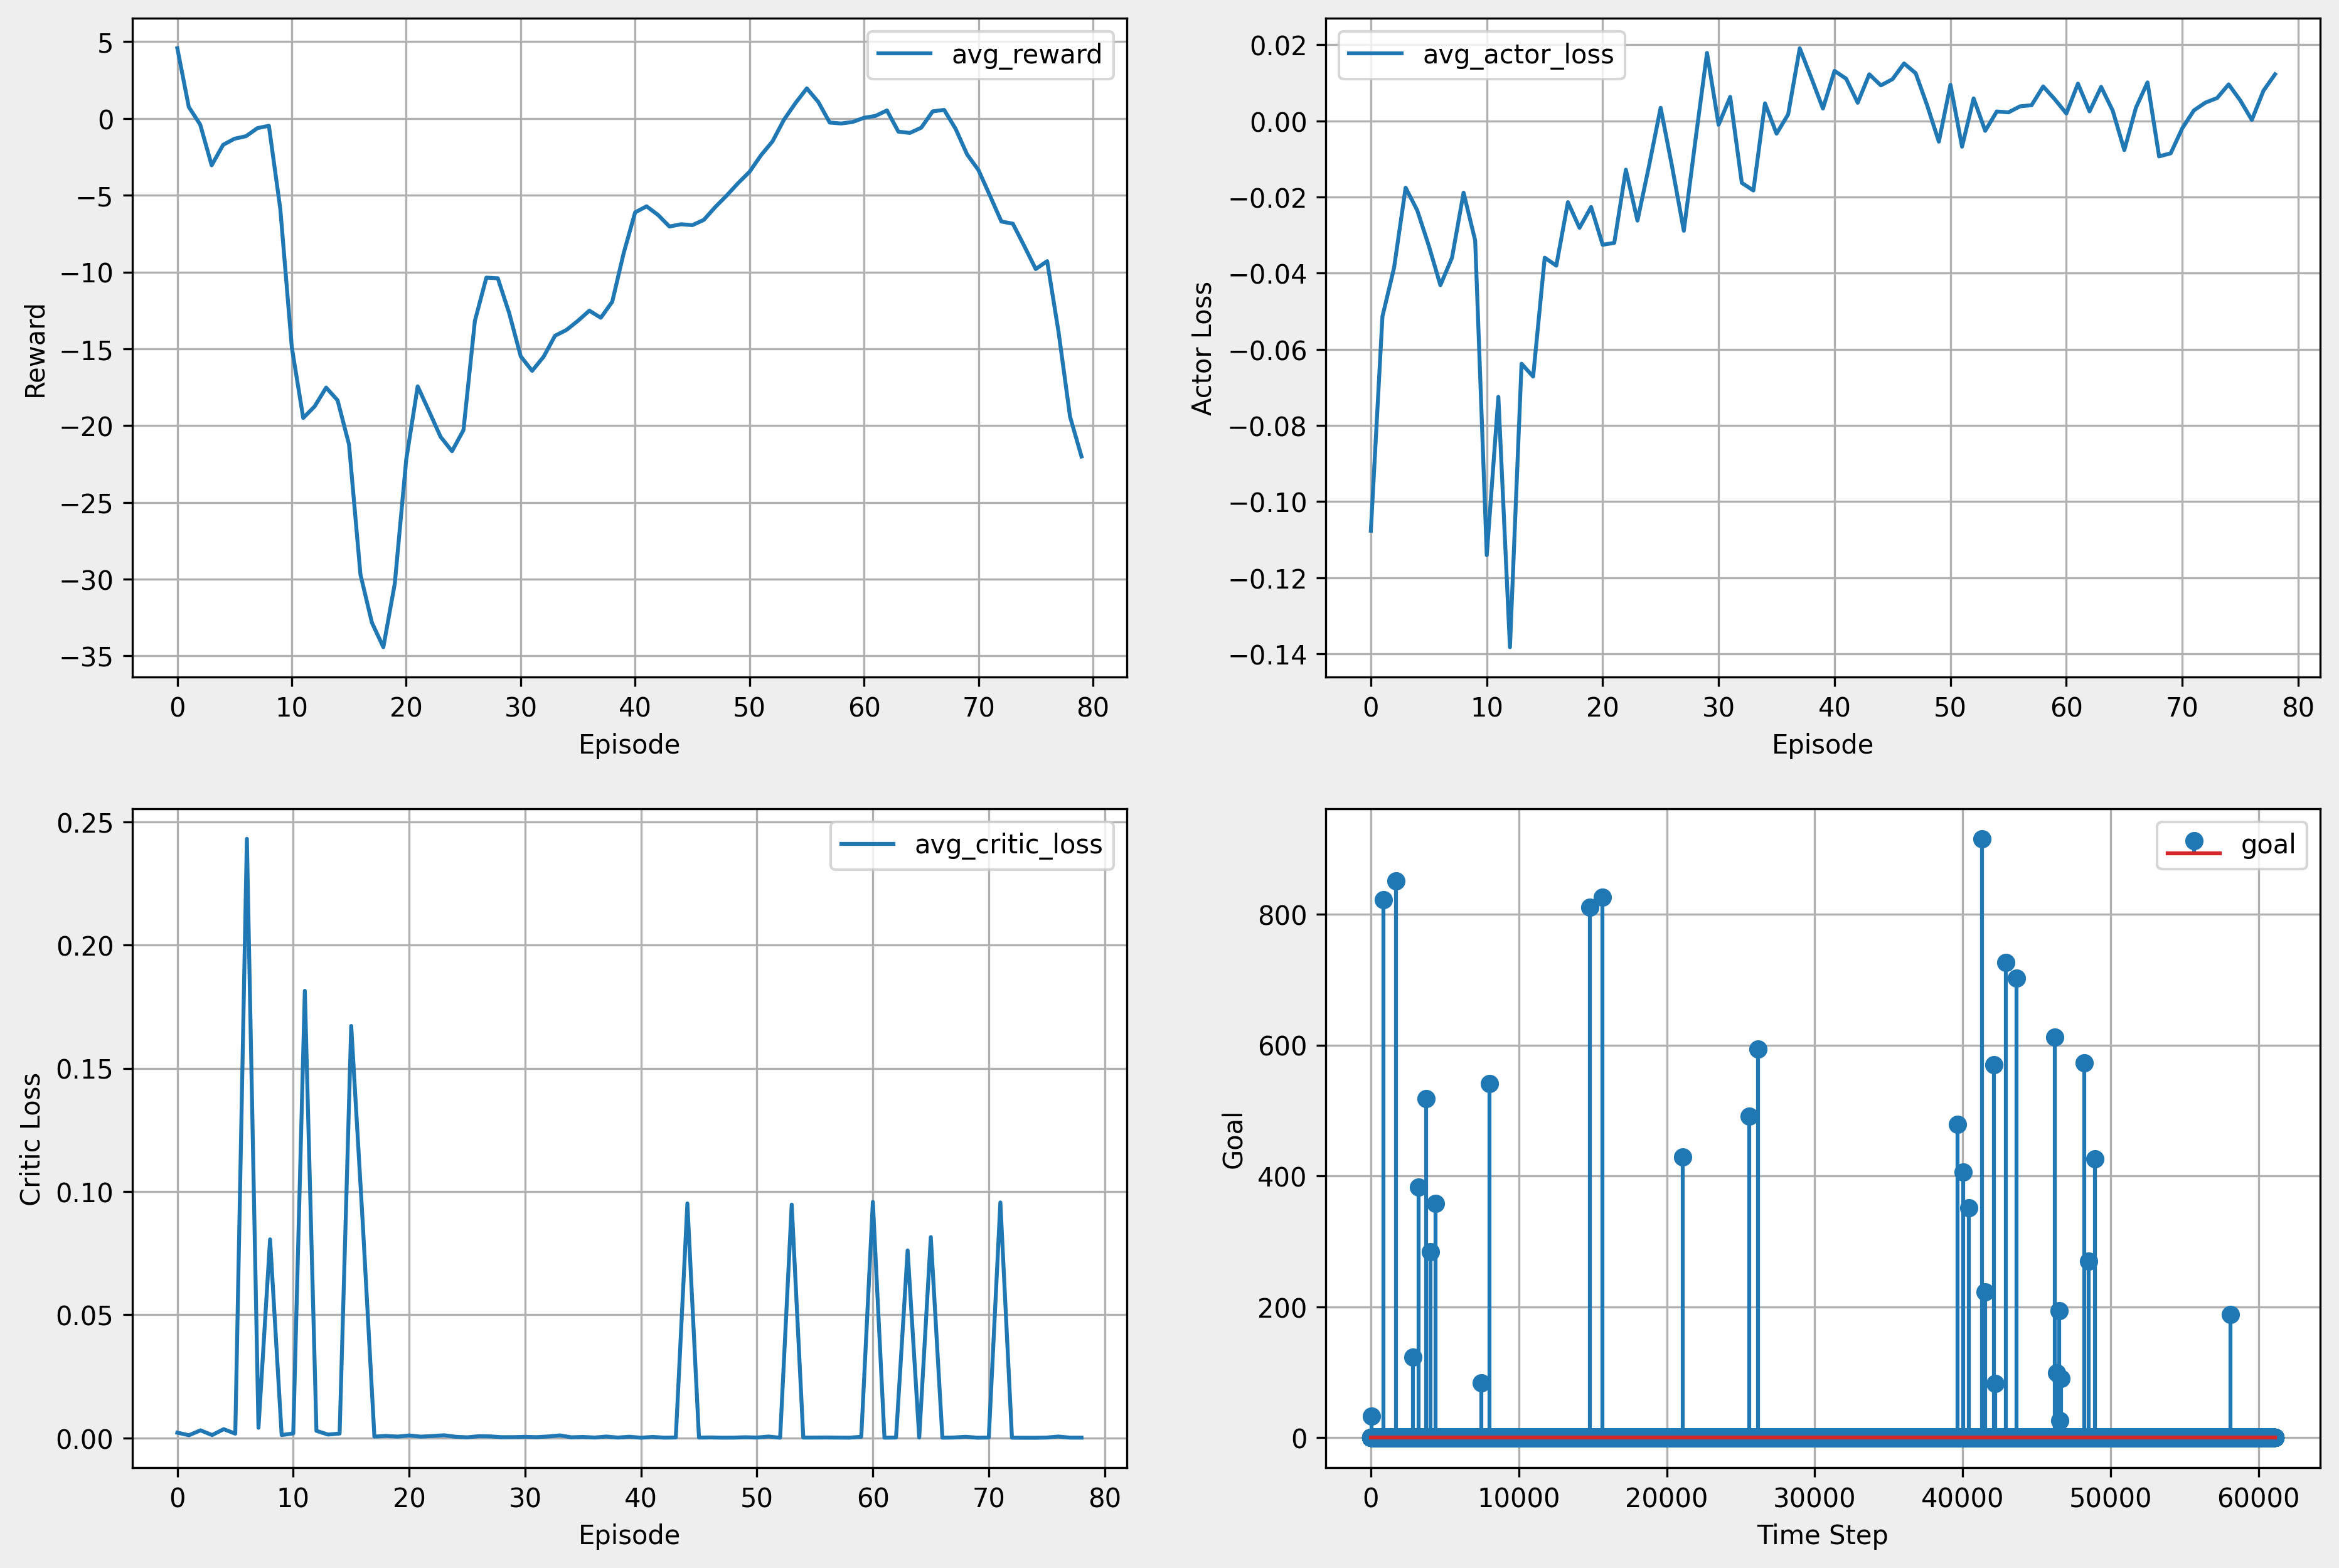 avg_reward
5
0
−5
−10
−15
−20
−25
−30
−35
Reward
0 10 20 30 40 50 60 70 80
Episode
avg_actor_loss
0.02
0.00
−0.02
−0.04
−0.06
−0.08
−0.10
−0.12
−0.14
Actor Loss
0 10 20 30 40 50 60 70 80
Episode
avg_critic_loss
0.25
0.20
0.15
0.10
0.05
0.00
Critic Loss
0 10 20 30 40 50 60 70 80
Episode
goal
800
600
400
200
0
Goal
0 10000 20000 30000 40000 50000 60000
Time Step